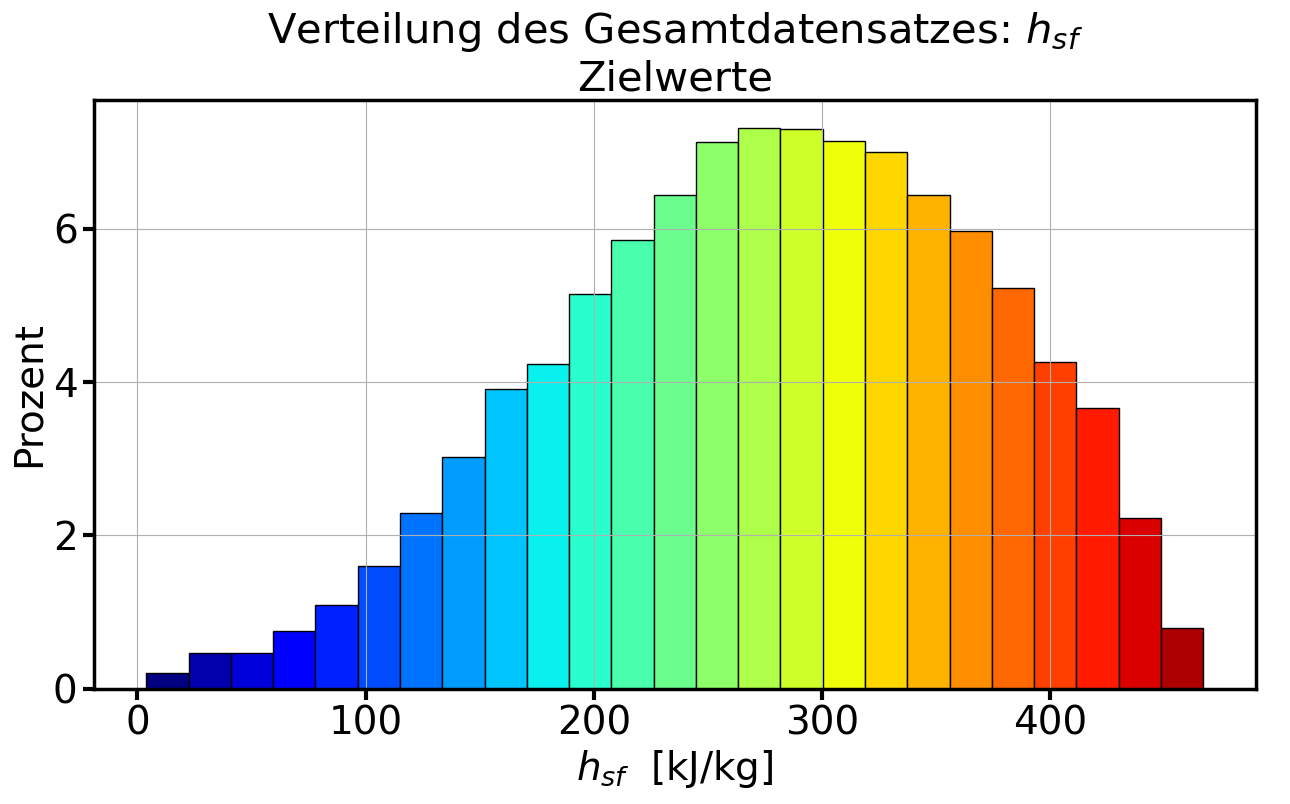 Verteilung des Gesamtdatensatzes: h_sf
Zielwerte
Prozent
6
4
2
0
0 100 200 300 400
h_sf [kJ/kg]